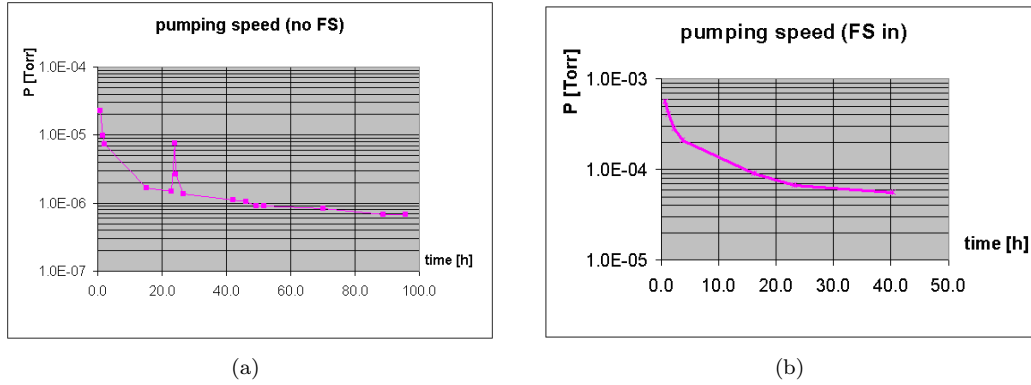 pumping speed (no FS)
P [Torr]
1.0E-04
1.0E-05
1.0E-06
1.0E-07
0.0 20.0 40.0 60.0 80.0 100.0
time [h]
(a)
pumping speed (FS in)
P [Torr]
1.0E-03
1.0E-04
1.0E-05
0.0 10.0 20.0 30.0 40.0 50.0
time [h]
(b)